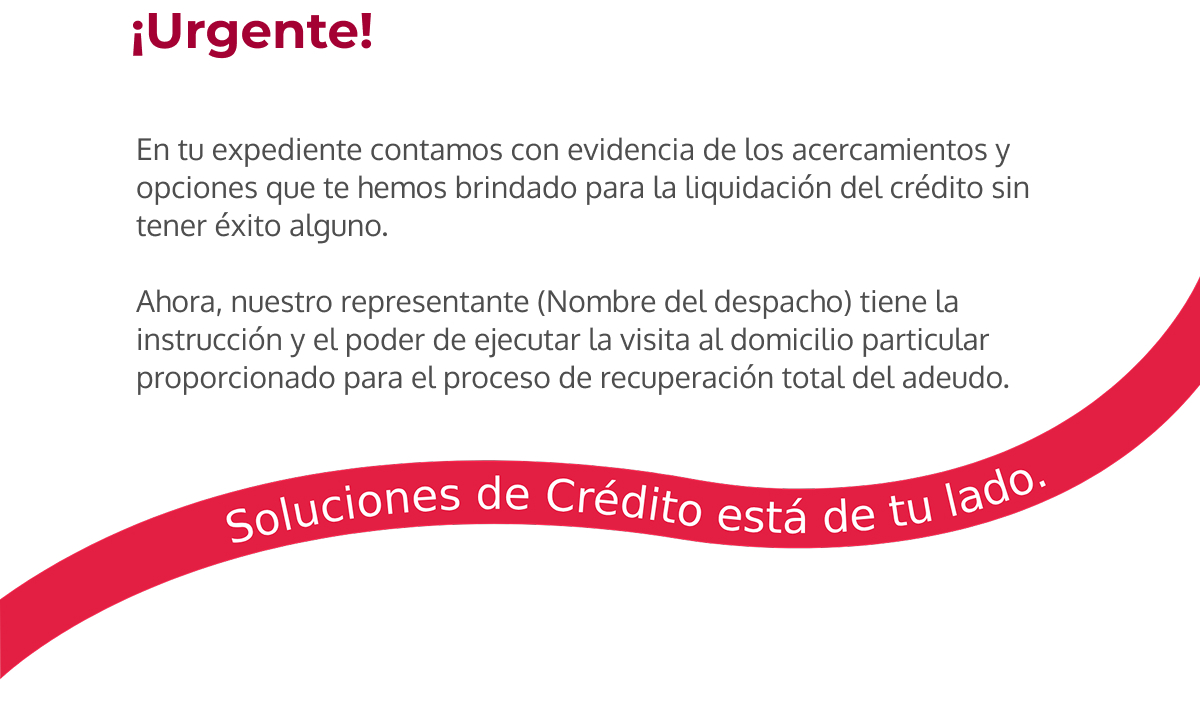 ¡Urgente!
En tu expediente contamos con evidencia de los acercamientos y
opciones que te hemos brindado para la liquidación del crédito sin
tener éxito alguno.
Ahora, nuestro representante (Nombre del despacho) tiene la
instrucción y el poder de ejecutar la visita al domicilio particular
proporcionado para el proceso de recuperación total del adeudo.
Soluciones de Crédito está de tu lado.